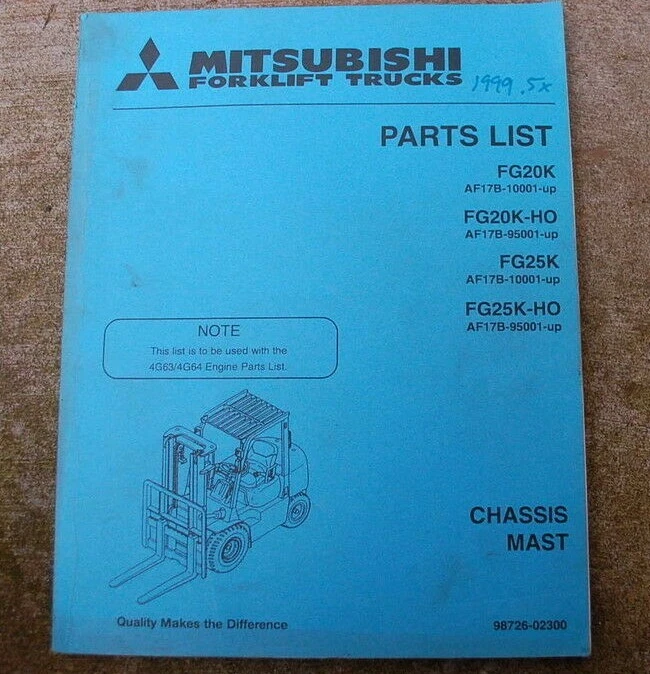 MITSUBISHI
FORKLIFT TRUCKS
1999 .5x
PARTS LIST
FG20K
AF17B-10001-up
FG20K-HO
AF17B-95001-up
FG25K
AF17B-10001-up
FG25K-HO
AF17B-95001-up
NOTE
This list is to be used with the
4G63/4G64 Engine Parts List.
CHASSIS
MAST
Quality Makes the Difference
98726-02300